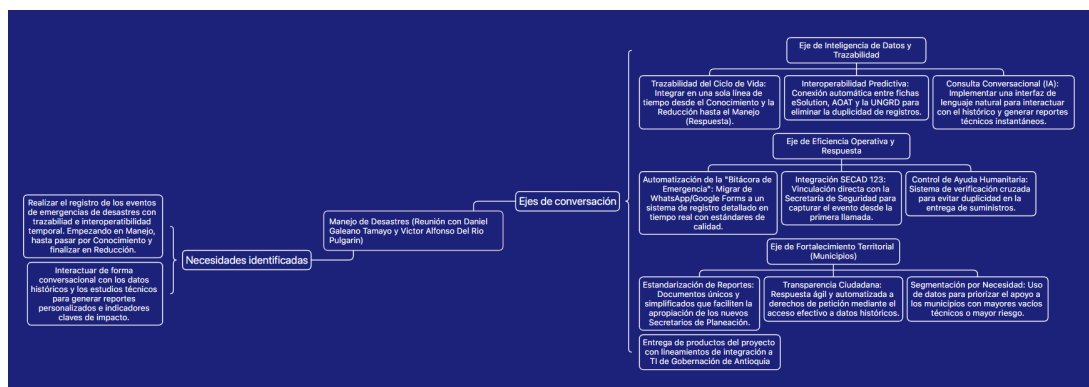 Realizar el registro de los eventos
de emergencias de desastres con
trazabiliad e interoperatibilidad
temporal. Empezando en Manejo,
hasta pasar por Conocimiento y
finalizar en Reducción.
Interactuar de forma
conversacional con los datos
históricos y los estudios técnicos
para generar reportes
personalizados e indicadores
claves de impacto.
Necesidades identificadas
Manejo de Desastres (Reunión con Daniel
Galeano Tamayo y Victor Alfonso Del Rio
Pulgarin)
Ejes de conversación
Eje de Inteligencia de Datos y
Trazabilidad
Trazabilidad del Ciclo de Vida:
Integrar en una sola línea de
tiempo desde el Conocimiento y la
Reducción hasta el Manejo
(Respuesta).
Interoperabilidad Predictiva:
Conexión automática entre fichas
eSolution, AOAT y la UNGRD para
eliminar la duplicidad de registros.
Consulta Conversacional (IA):
Implementar una interfaz de
lenguaje natural para interactuar
con el histórico y generar reportes
técnicos instantáneos.
Eje de Eficiencia Operativa y
Respuesta
Automatización de la "Bitácora de
Emergencia": Migrar de
WhatsApp/Google Forms a un
sistema de registro detallado en
tiempo real con estándares de
calidad.
Integración SECAD 123:
Vinculación directa con la
Secretaría de Seguridad para
capturar el evento desde la
primera llamada.
Control de Ayuda Humanitaria:
Sistema de verificación cruzada
para evitar duplicidad en la
entrega de suministros.
Eje de Fortalecimiento Territorial
(Municipios)
Estandarización de Reportes:
Documentos únicos y
simplificados que faciliten la
apropiación de los nuevos
Secretarios de Planeación.
Transparencia Ciudadana:
Respuesta ágil y automatizada a
derechos de petición mediante el
acceso efectivo a datos históricos.
Segmentación por Necesidad: Uso
de datos para priorizar el apoyo a
los municipios con mayores vacíos
técnicos o mayor riesgo.
Entrega de productos del proyecto
con lineamientos de integración a
TI de Gobernación de Antioquia